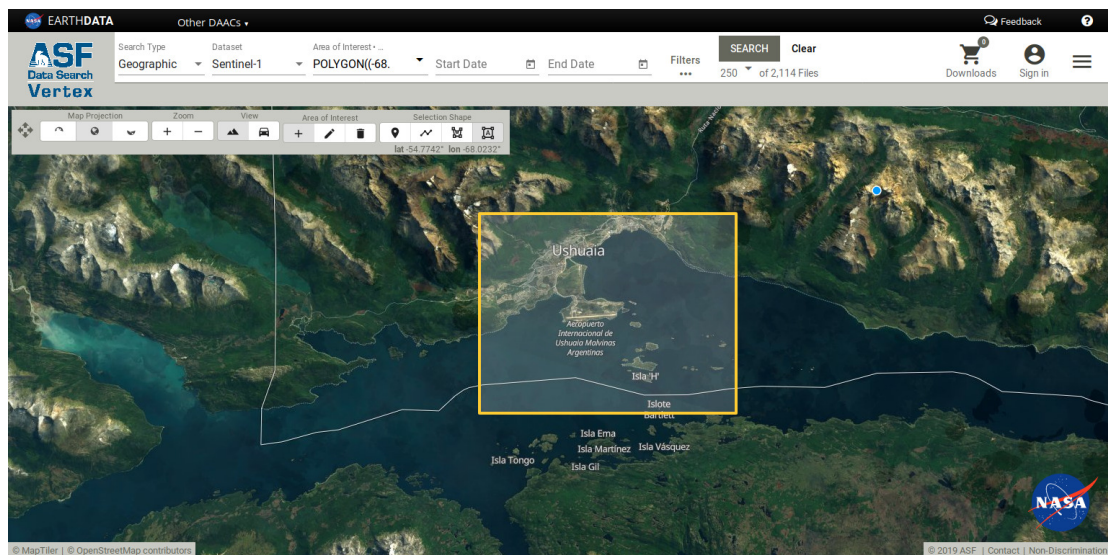 NASA EARTHDATA Other DAACs Feedback ?
ASF
Data Search
Vertex
Search Type
Geographic
Dataset
Sentinel-1
Area of Interest • ...
POLYGON((-68.
Start Date
End Date
Filters
SEARCH Clear
250 of 2,114 Files
0
Downloads
Sign in
Map Projection Zoom View Area of Interest Selection Shape
lat -54.7742° lon -68.0232°
Ushuaia
Aeropuerto
Internacional de
Ushuaia Malvinas
Argentinas
Isla 'H'
Islote
Bartlett
Isla Ema
Isla Martínez Isla Vásquez
Isla Tongo
Isla Gil
NASA
© MapTiler | © OpenStreetMap contributors
© 2019 ASF | Contact | Non-Discrimination